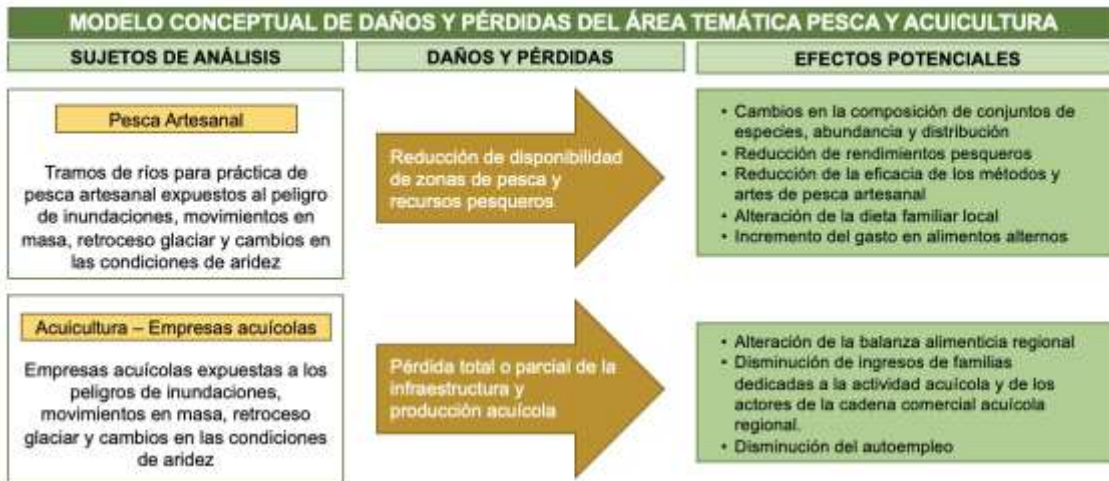 MODELO CONCEPTUAL DE DAÑOS Y PÉRDIDAS DEL ÁREA TEMÁTICA PESCA Y ACUICULTURA
SUJETOS DE ANÁLISIS
DAÑOS Y PÉRDIDAS
EFECTOS POTENCIALES
Pesca Artesanal
Tramos de ríos para práctica de
pesca artesanal expuestos al peligro
de inundaciones, movimientos en
masa, retroceso glaciar y cambios en
las condiciones de aridez
Reducción de disponibilidad
de zonas de pesca y
recursos pesqueros
• Cambios en la composición de conjuntos de
especies, abundancia y distribución
• Reducción de rendimientos pesqueros
• Reducción de la eficacia de los métodos y
artes de pesca artesanal
• Alteración de la dieta familiar local
• Incremento del gasto en alimentos alternos
Acuicultura – Empresas acuícolas
Empresas acuícolas expuestas a los
peligros de inundaciones,
movimientos en masa, retroceso
glaciar y cambios en las condiciones
de aridez
Pérdida total o parcial de la
infraestructura y
producción acuícola
• Alteración de la balanza alimenticia regional
• Disminución de ingresos de familias
dedicadas a la actividad acuícola y de los
actores de la cadena comercial acuícola
regional.
• Disminución del autoempleo